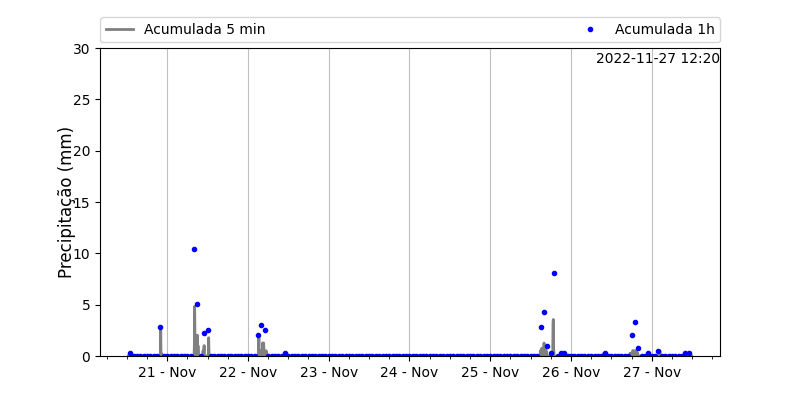 Acumulada 5 min
Acumulada 1h
2022-11-27 12:20
Precipitação (mm)
30
25
20
15
10
5
0
21 - Nov
22 - Nov
23 - Nov
24 - Nov
25 - Nov
26 - Nov
27 - Nov